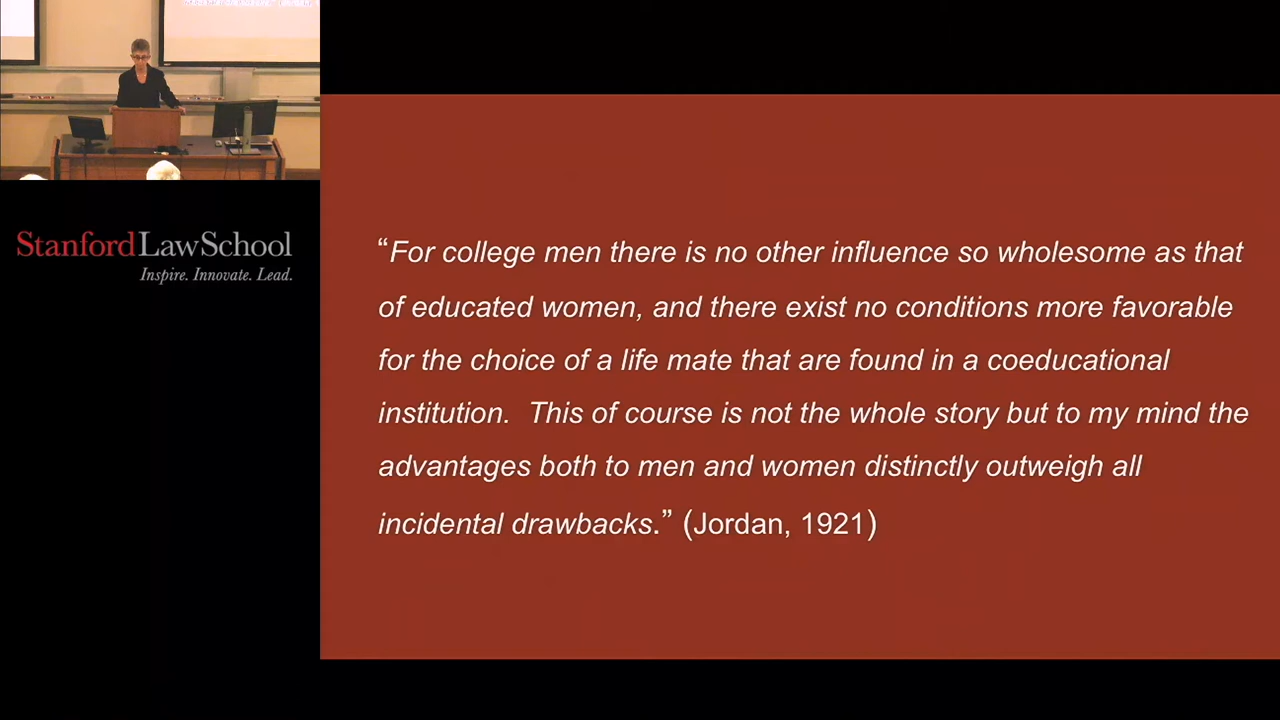 StanfordLawSchool
Inspire. Innovate. Lead.
“For college men there is no other influence so wholesome as that
of educated women, and there exist no conditions more favorable
for the choice of a life mate that are found in a coeducational
institution.  This of course is not the whole story but to my mind the
advantages both to men and women distinctly outweigh all
incidental drawbacks.” (Jordan, 1921)